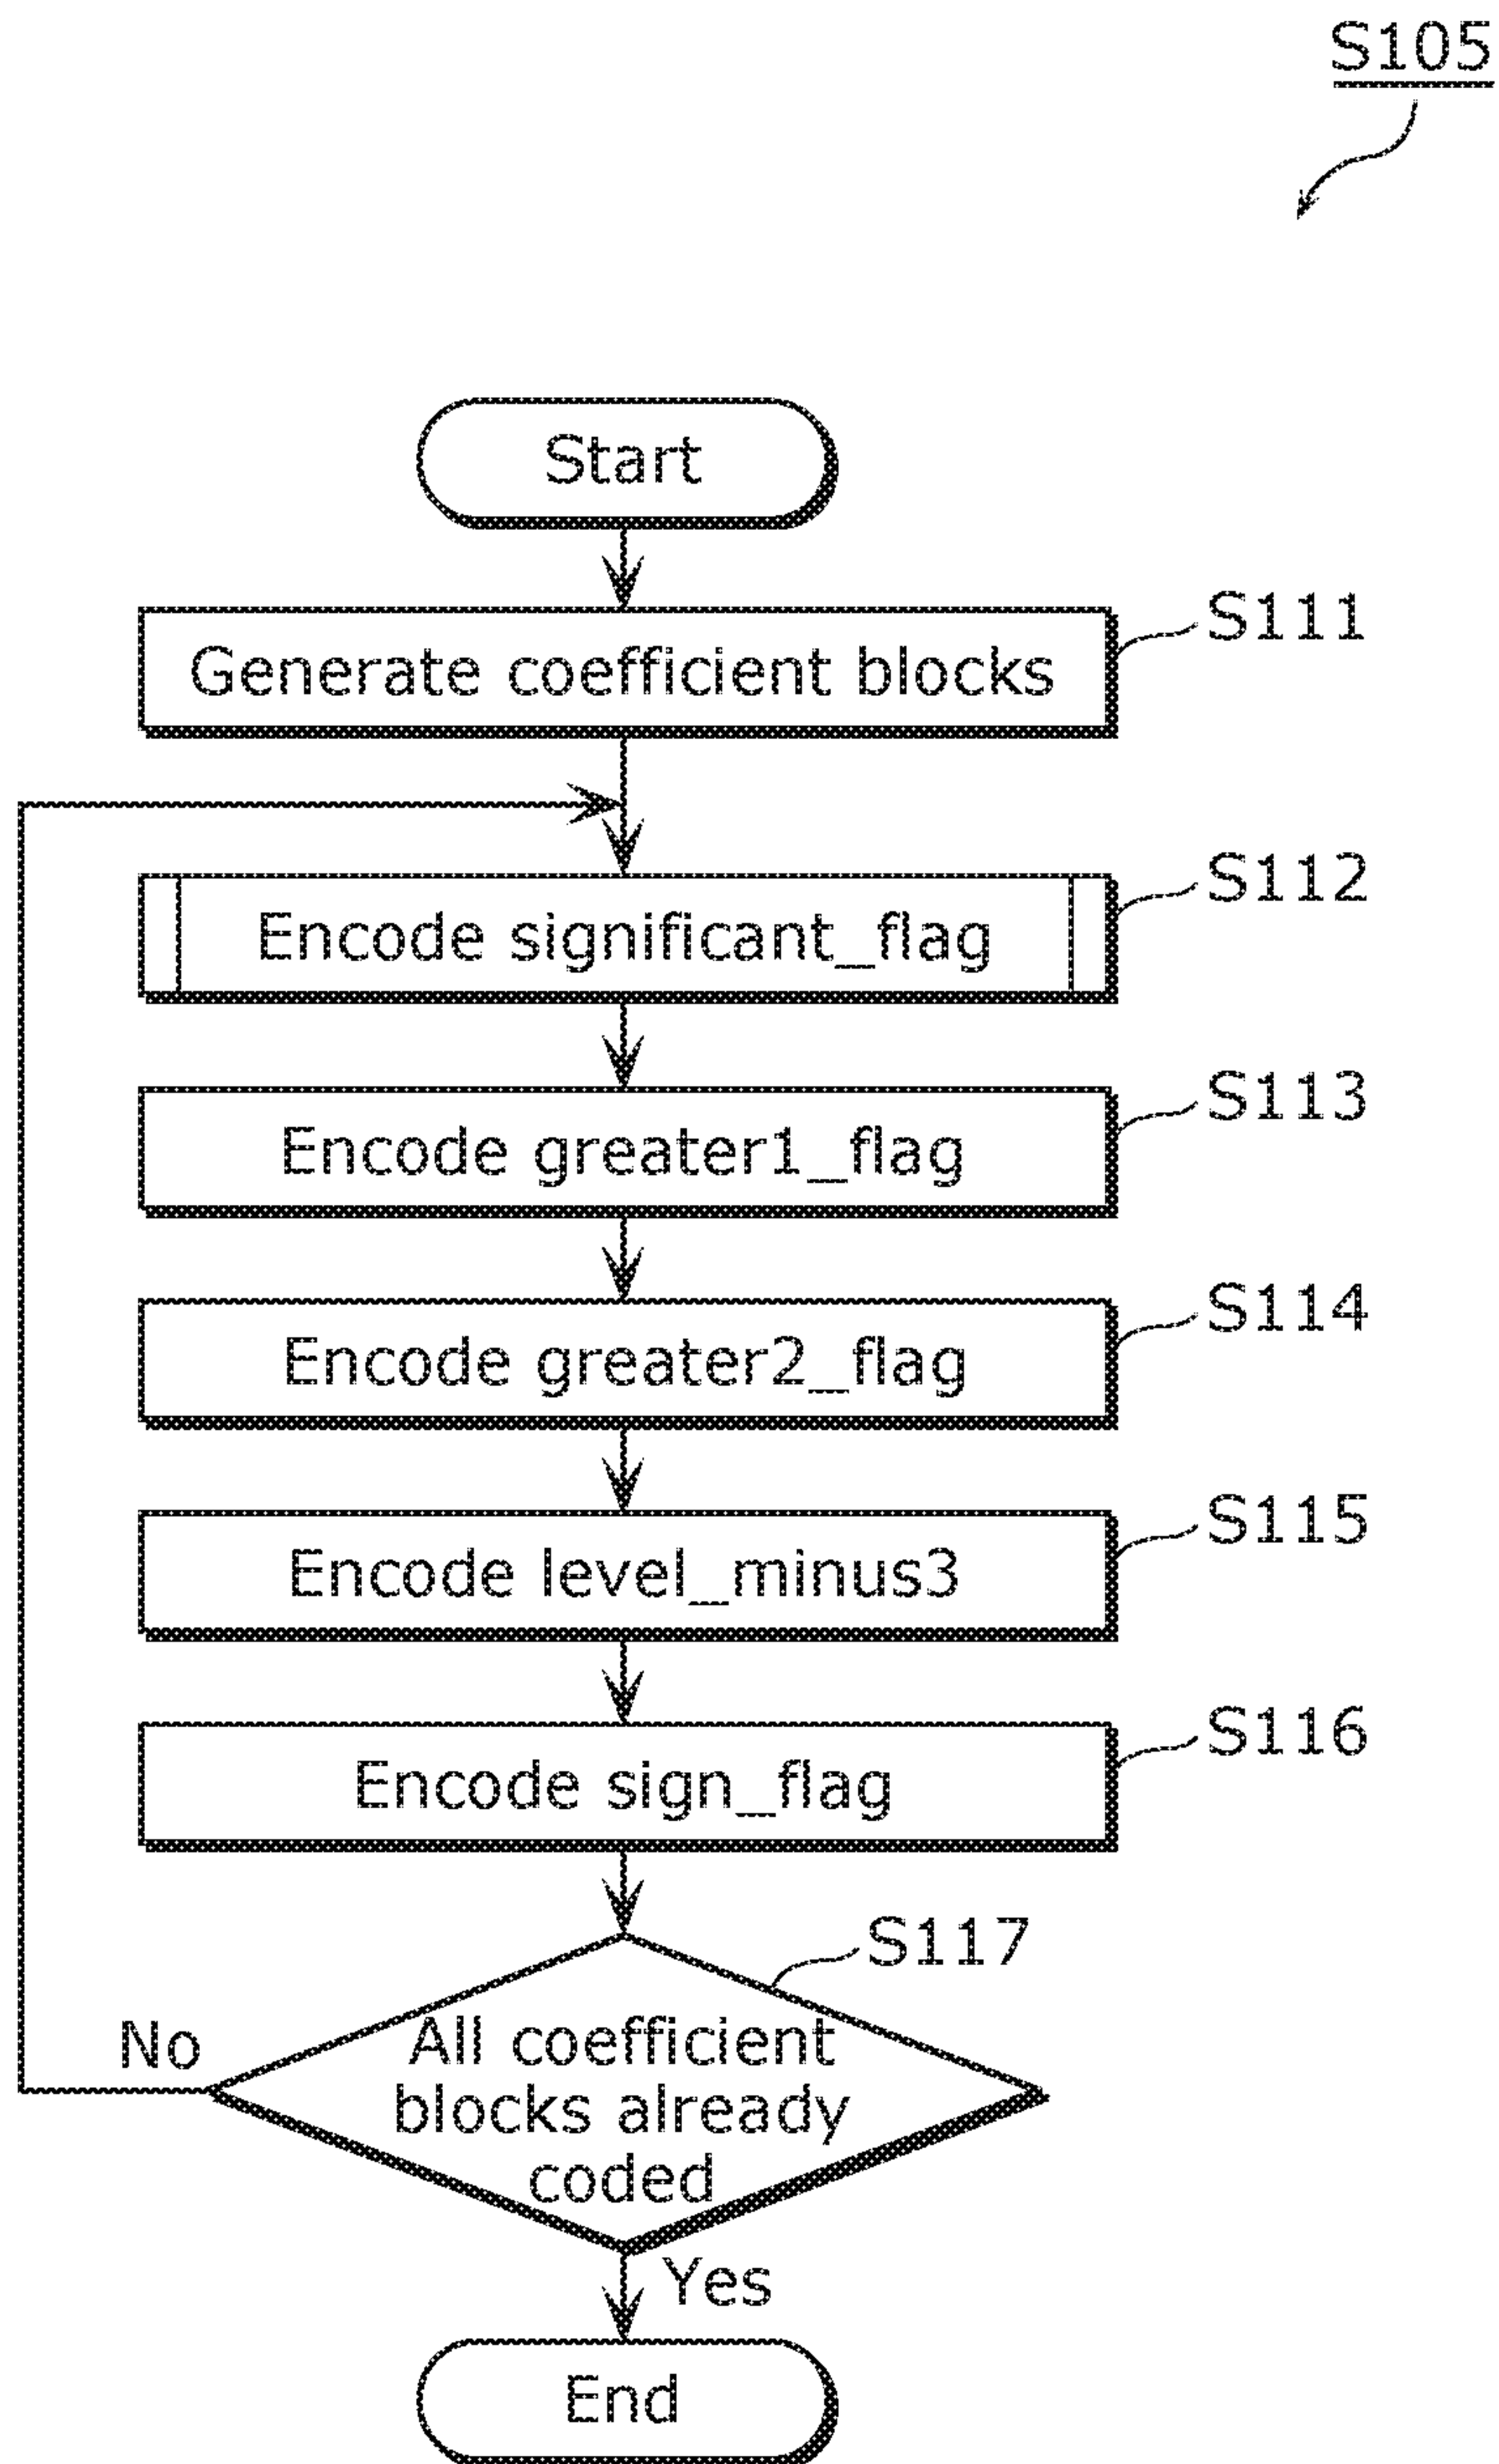 S105
Start
Generate coefficient blocks
S111
Encode significant_flag
S112
Encode greater1_flag
S113
Encode greater2_flag
S114
Encode level_minus3
S115
Encode sign_flag
S116
S117
All coefficient
blocks already
coded
No
Yes
End